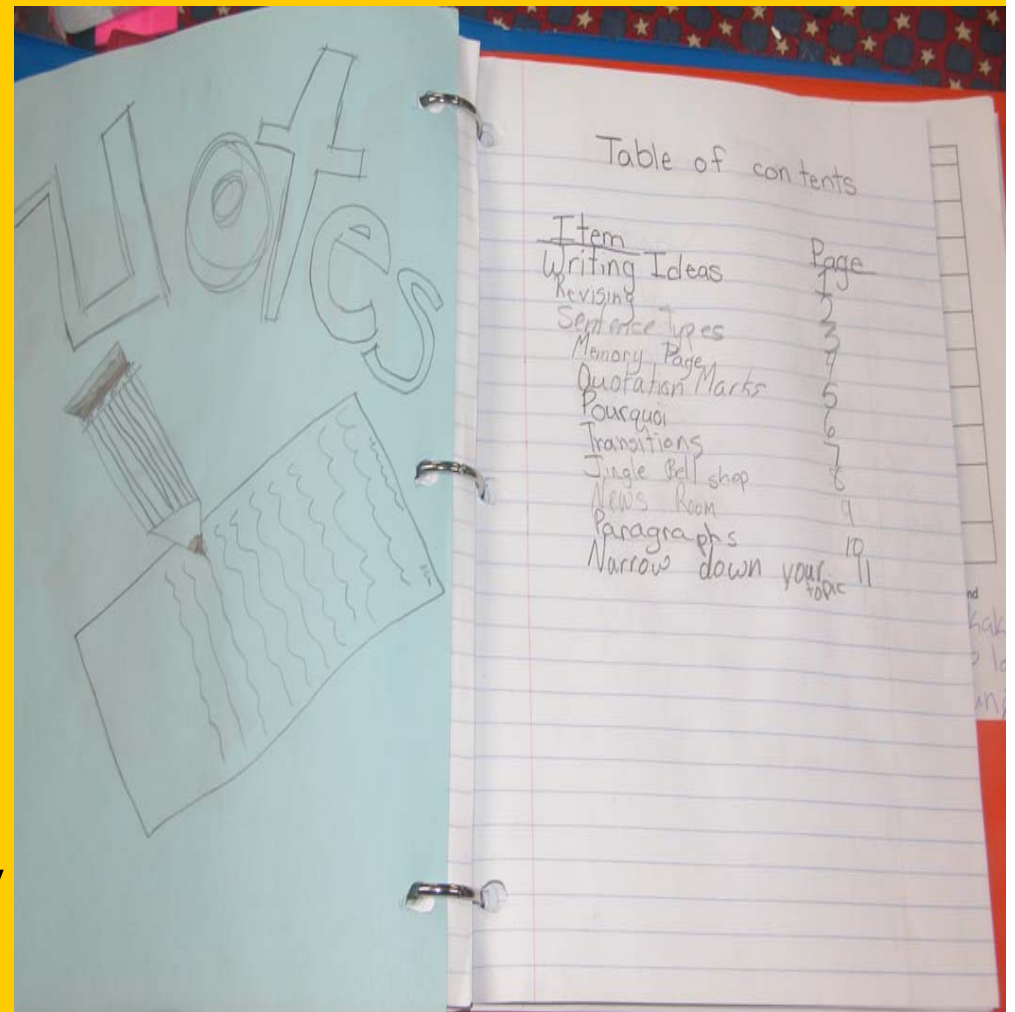 Notes
Table of contents
Item Page
Writing Ideas 1
Revising 2
Sentence Types 3
Memory Page 4
Quotation Marks 5
Pourquoi 6
Transitions 7
Jingle Bell shop 8
News Room 9
Paragraphs 10
Narrow down your topic 11
nd